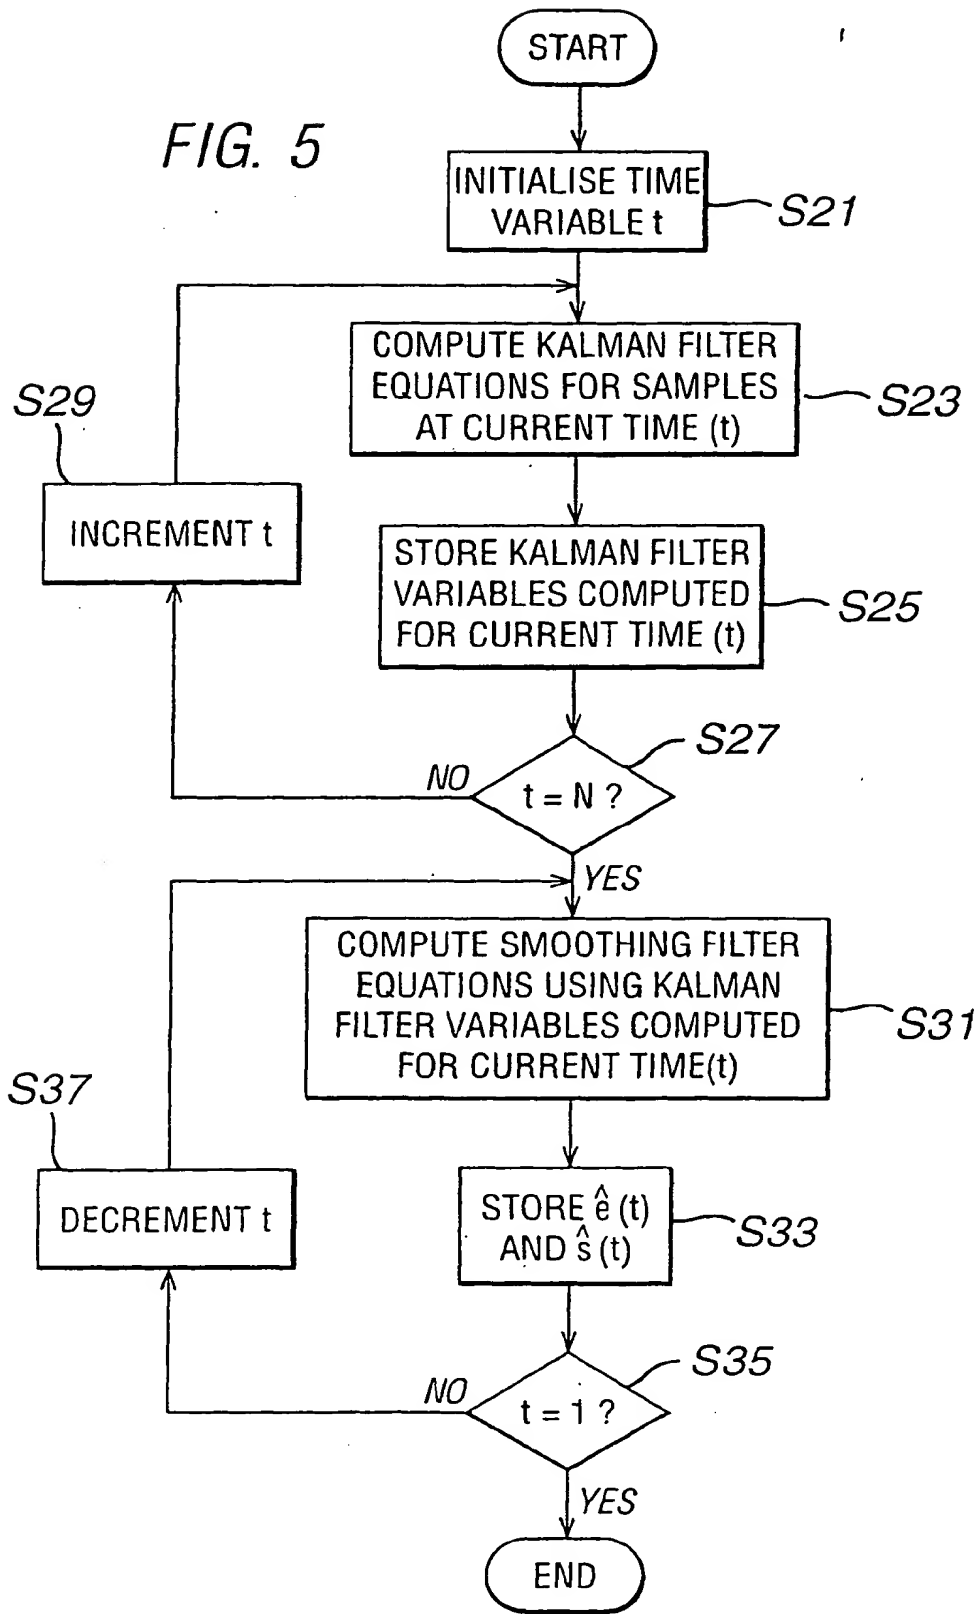 START
FIG. 5
INITIALISE TIME
VARIABLE t
S21
COMPUTE KALMAN FILTER
EQUATIONS FOR SAMPLES
AT CURRENT TIME (t)
S23
S29
INCREMENT t
STORE KALMAN FILTER
VARIABLES COMPUTED
FOR CURRENT TIME (t)
S25
S27
NO
t = N ?
YES
COMPUTE SMOOTHING FILTER
EQUATIONS USING KALMAN
FILTER VARIABLES COMPUTED
FOR CURRENT TIME(t)
S31
S37
DECREMENT t
STORE ê (t)
AND ŝ (t)
S33
S35
NO
t = 1 ?
YES
END